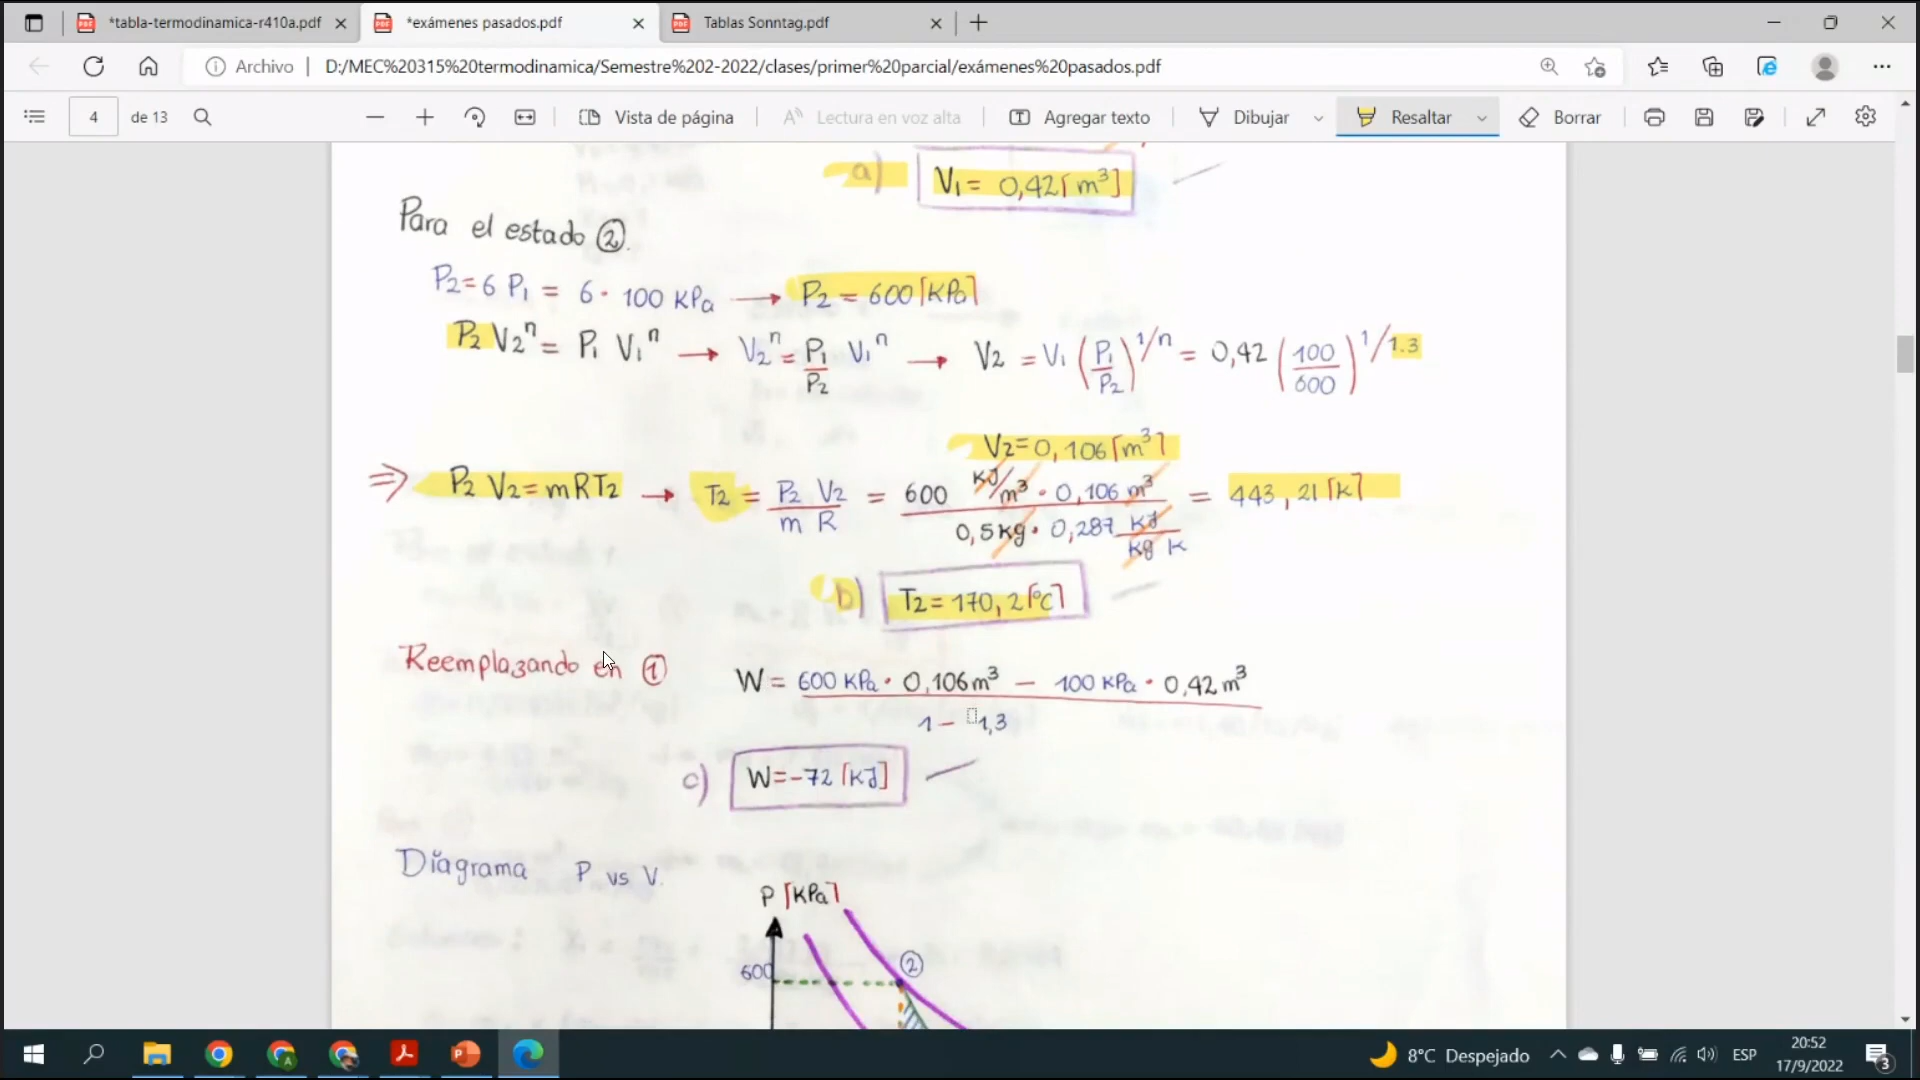 *tabla-termodinamica-r410a.pdf
*exámenes pasados.pdf
Tablas Sonntag.pdf
Archivo
D:/MEC%20315%20termodinamica/Semestre%202-2022/clases/primer%20parcial/exámenes%20pasados.pdf
4 de 13
Vista de página
Lectura en voz alta
Agregar texto
Dibujar
Resaltar
Borrar
a) V1 = 0,42 [m³]
Para el estado ②.
P2 = 6 P1 = 6 · 100 KPa → P2 = 600 [KPa]
P2 V2ⁿ = P1 V1ⁿ → V2ⁿ = P1/P2 V1ⁿ → V2 = V1 (P1/P2)^1/n = 0,42 (100/600)^1/1.3
V2 = 0,106 [m³]
⇒ P2 V2 = mRT2 → T2 = P2 V2 / m R = 600 KJ/m³ · 0,106 m³ / 0,5 kg · 0,287 KJ/kg K = 443,21 [K]
b) T2 = 170,2 [°C]
Reemplazando en ①
W = 600 KPa · 0,106 m³ − 100 KPa · 0,42 m³
1 − 1,3
c) W = -72 [KJ]
Diagrama P vs V.
P [KPa]
②
600
8°C Despejado
ESP
20:52
17/9/2022
3